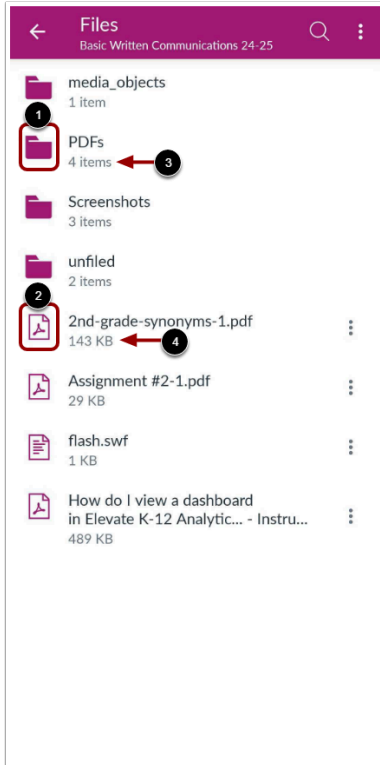 Files
Basic Written Communications 24-25
media_objects
1 item
1
PDFs
4 items
3
Screenshots
3 items
unfiled
2 items
2
2nd-grade-synonyms-1.pdf
143 KB
4
Assignment #2-1.pdf
29 KB
flash.swf
1 KB
How do I view a dashboard
in Elevate K-12 Analytic... - Instru...
489 KB